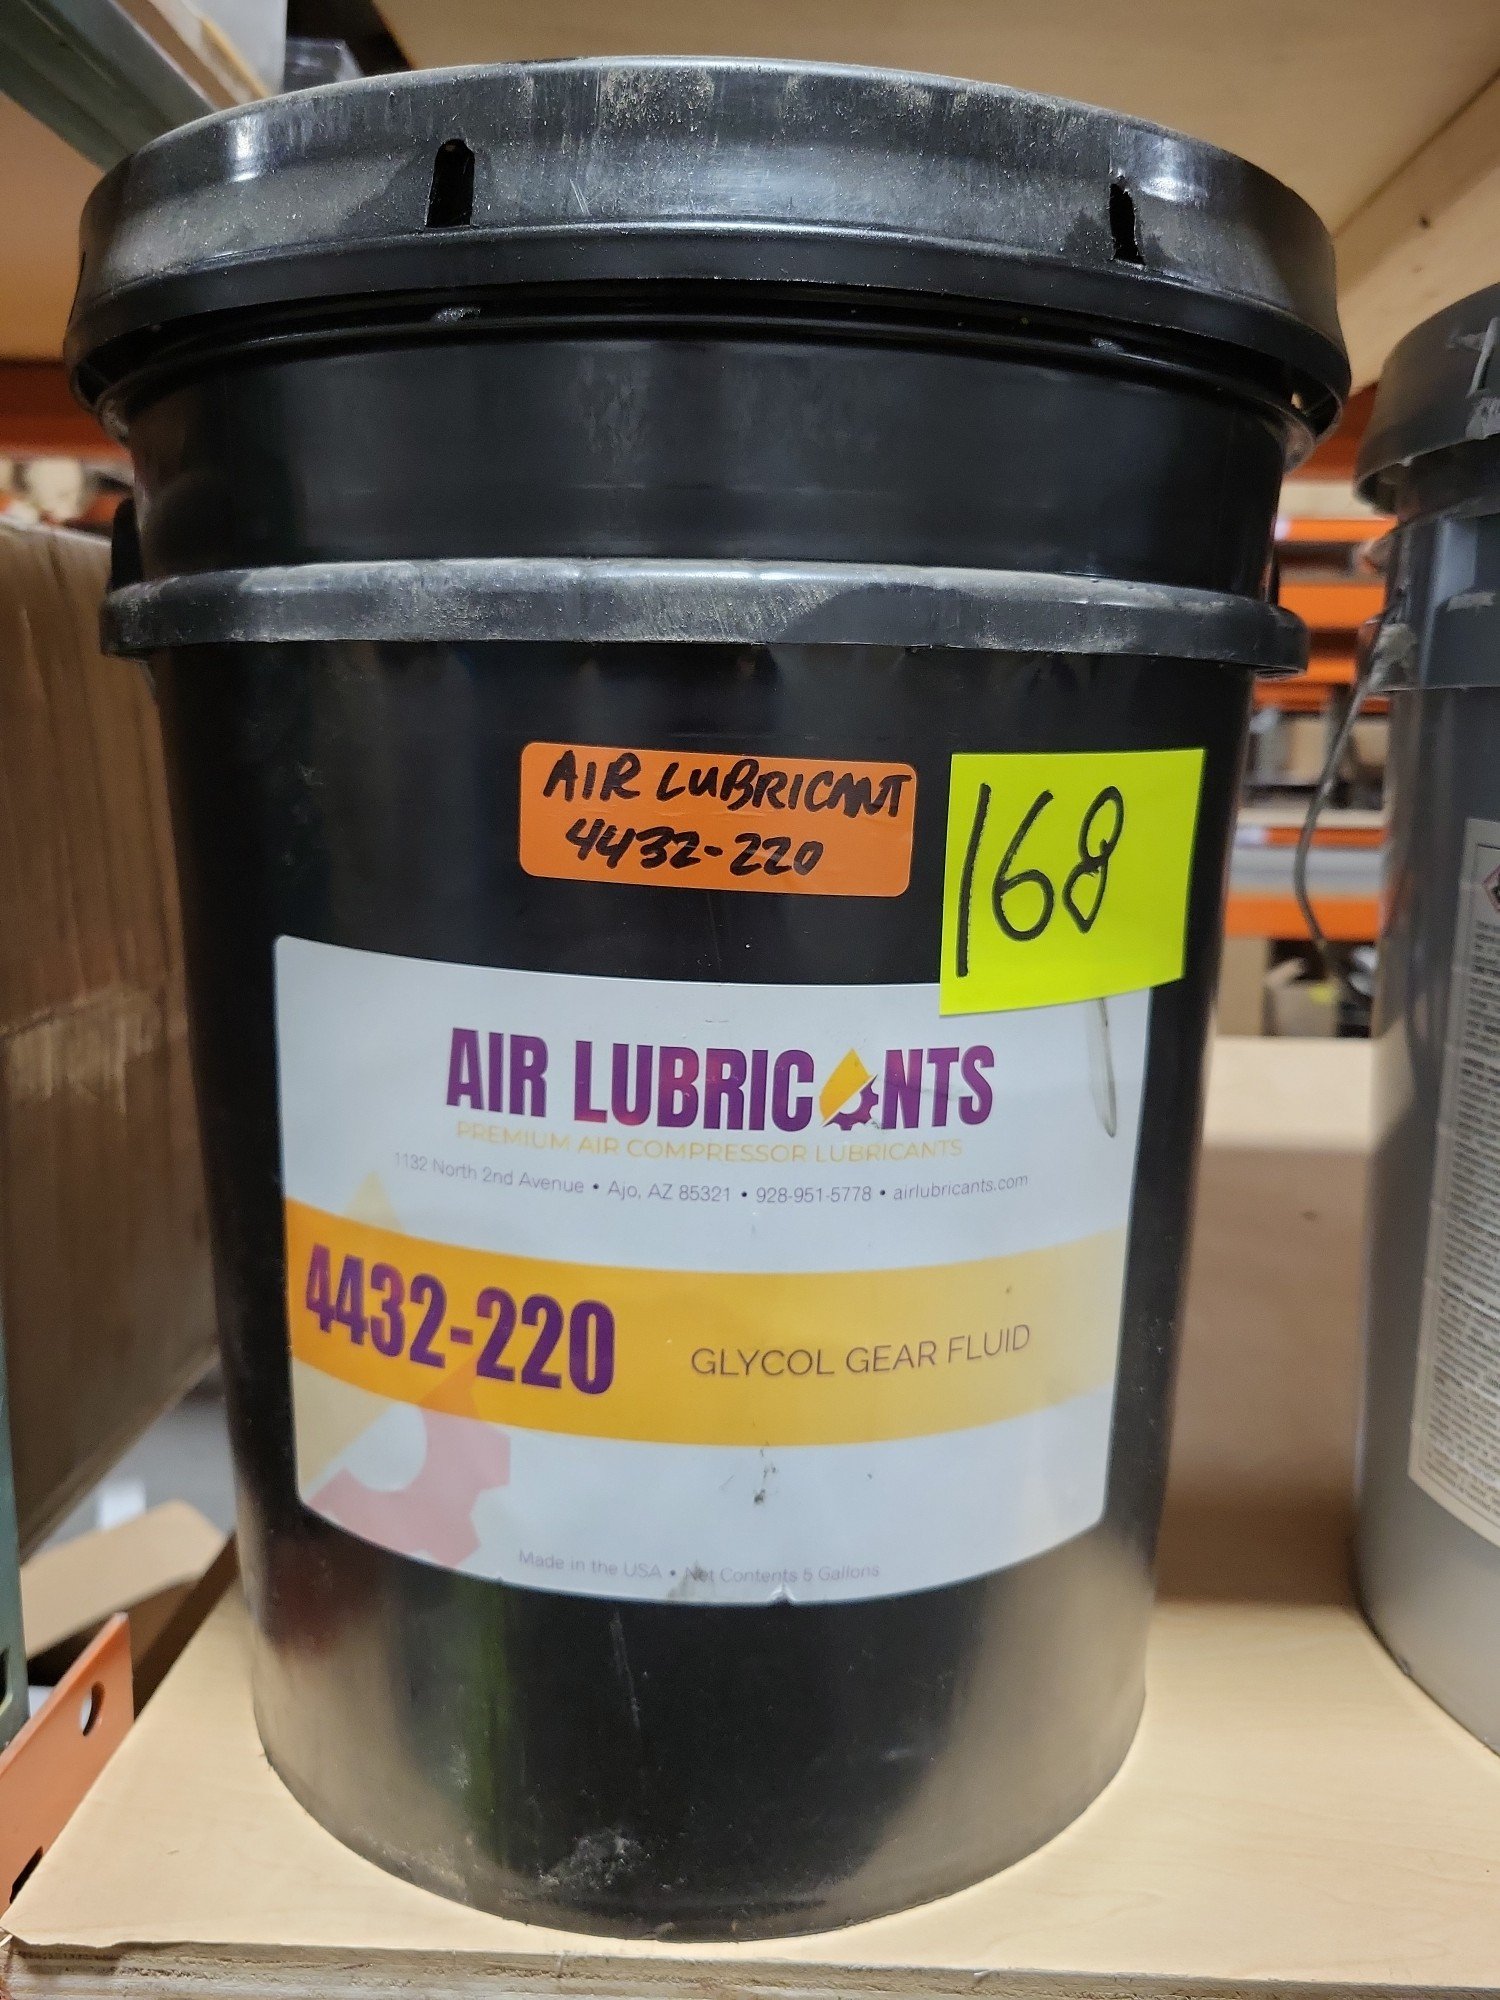 AIR LUBRICANT
4432-220
168
AIR LUBRICANTS
PREMIUM AIR COMPRESSOR LUBRICANTS
1132 North 2nd Avenue • Ajo, AZ 85321 • 928-951-5778 • airlubricants.com
4432-220
GLYCOL GEAR FLUID
Made in the USA • Net Contents 5 Gallons